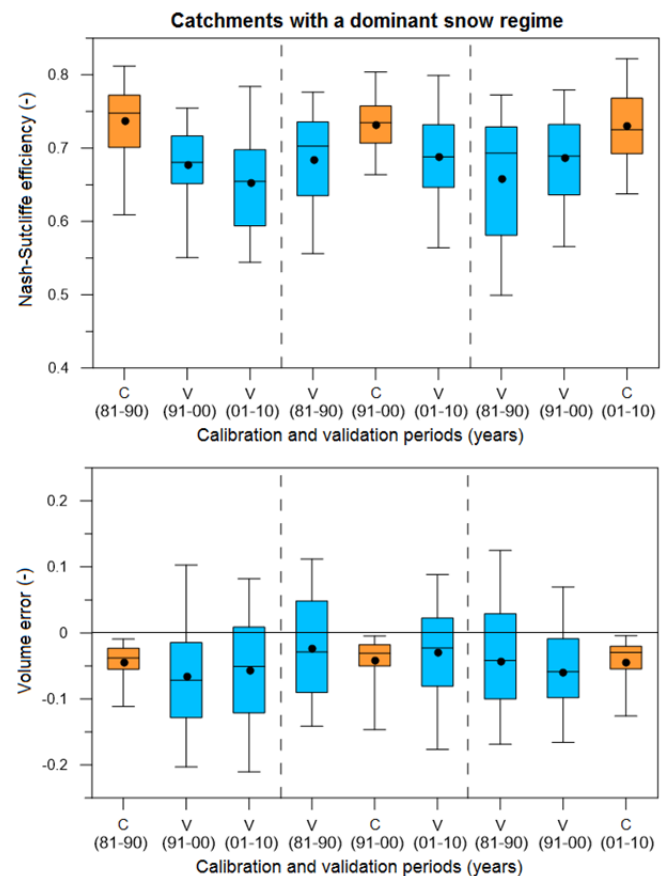 Catchments with a dominant snow regime
Nash-Sutcliffe efficiency (-)
0.8
0.7
0.6
0.5
0.4
C V V V C V V V C
(81-90) (91-00) (01-10) (81-90) (91-00) (01-10) (81-90) (91-00) (01-10)
Calibration and validation periods (years)
Volume error (-)
0.2
0.1
0
-0.1
-0.2
C V V V C V V V C
(81-90) (91-00) (01-10) (81-90) (91-00) (01-10) (81-90) (91-00) (01-10)
Calibration and validation periods (years)